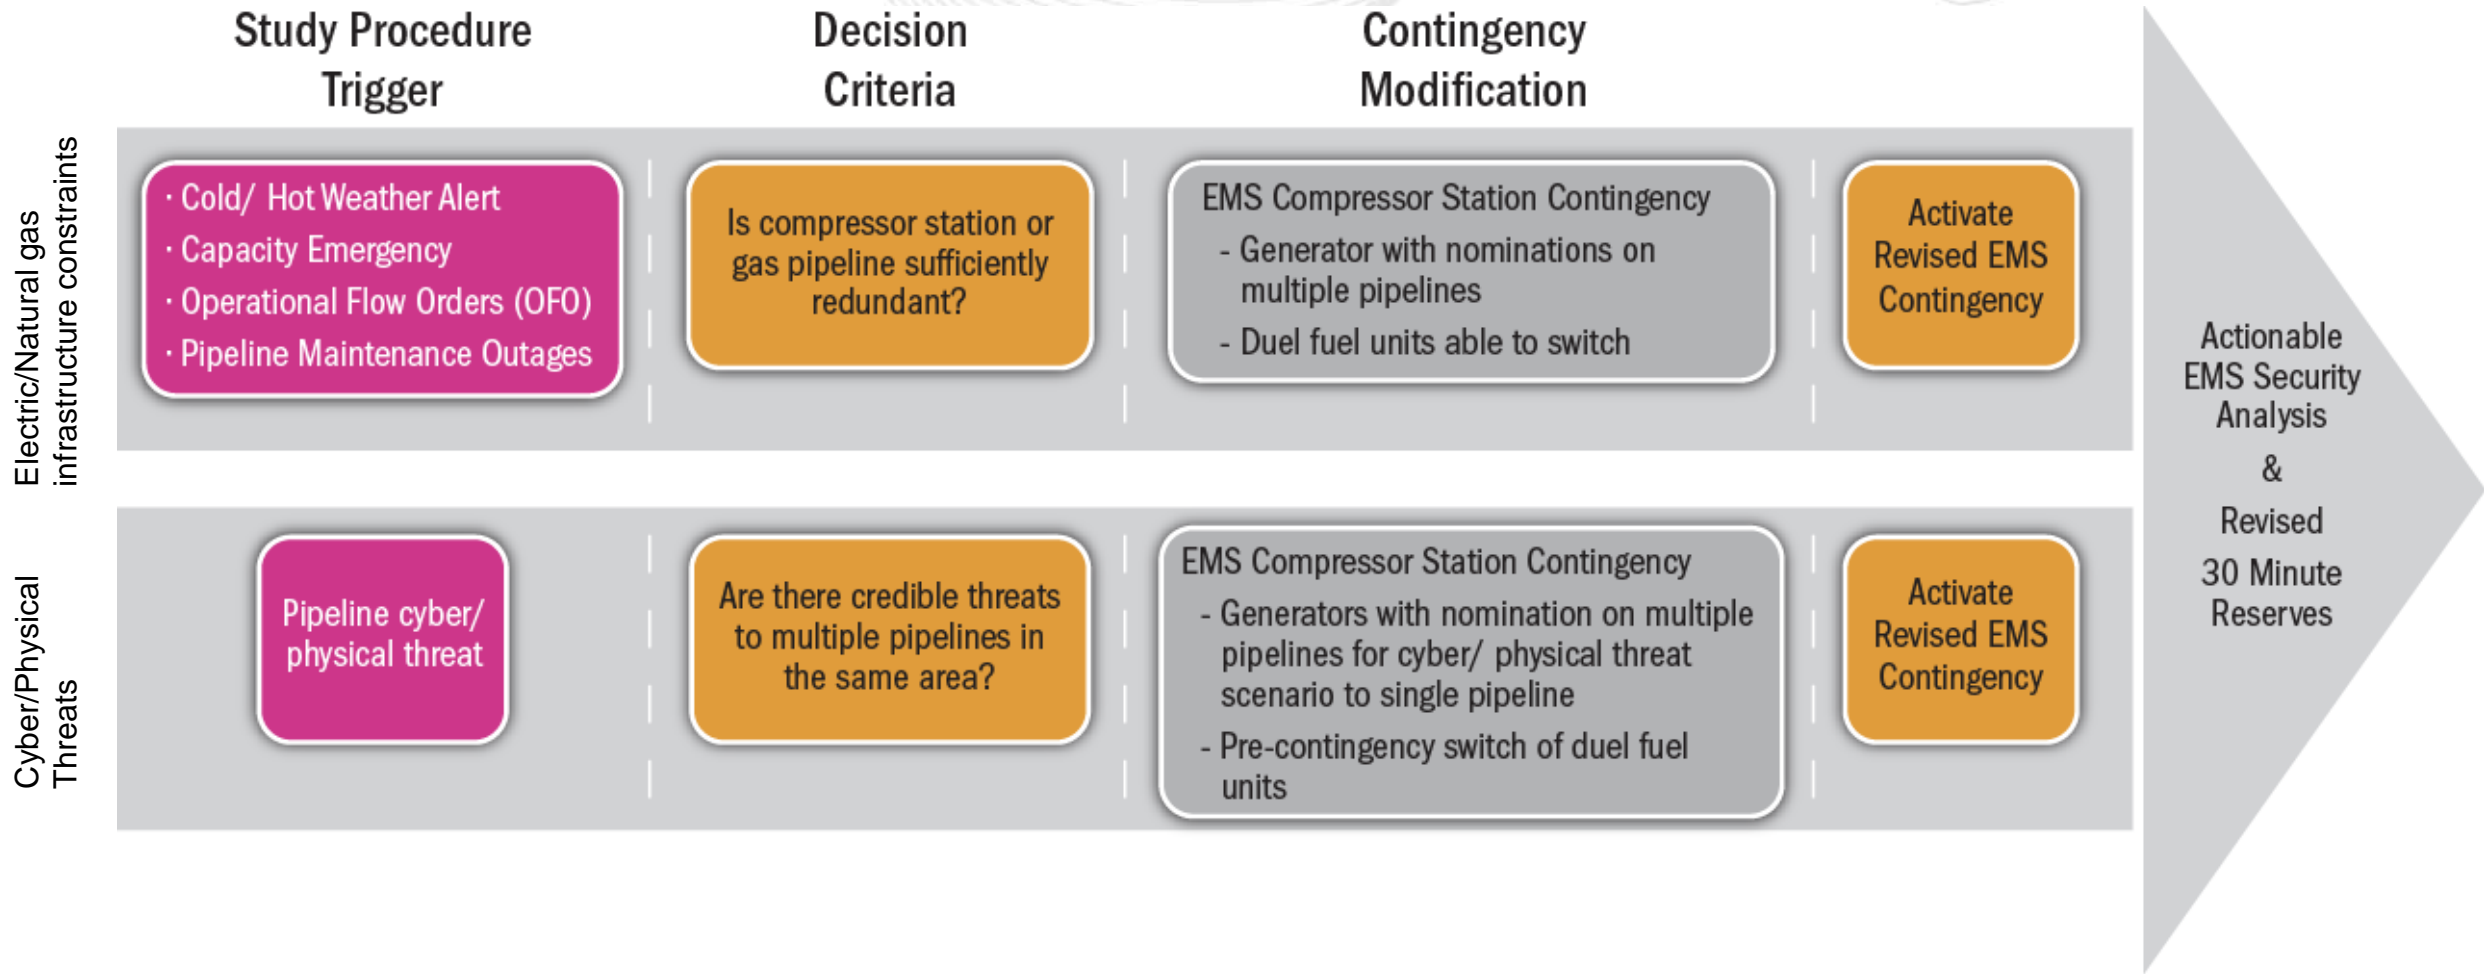 Study Procedure
Trigger
Decision
Criteria
Contingency
Modification
Electric/Natural gas
infrastructure constraints
· Cold/ Hot Weather Alert
· Capacity Emergency
· Operational Flow Orders (OFO)
· Pipeline Maintenance Outages
Is compressor station or
gas pipeline sufficiently
redundant?
EMS Compressor Station Contingency
- Generator with nominations on
multiple pipelines
- Duel fuel units able to switch
Activate
Revised EMS
Contingency
Cyber/Physical
Threats
Pipeline cyber/
physical threat
Are there credible threats
to multiple pipelines in
the same area?
EMS Compressor Station Contingency
- Generators with nomination on multiple
pipelines for cyber/ physical threat
scenario to single pipeline
- Pre-contingency switch of duel fuel
units
Activate
Revised EMS
Contingency
Actionable
EMS Security
Analysis
&
Revised
30 Minute
Reserves